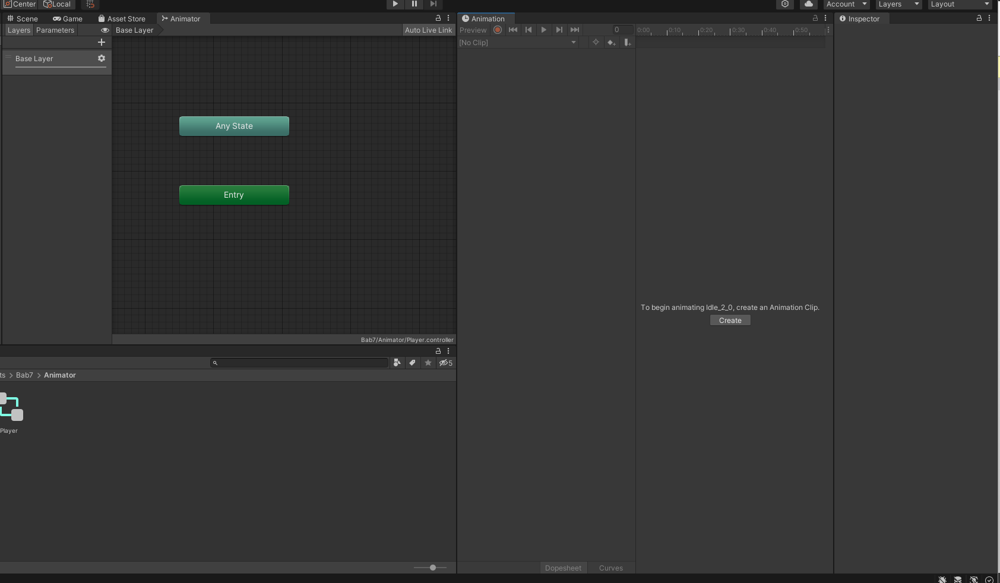 Center Local Account Layers Layout
Scene Game Asset Store Animator Animation Inspector
Layers Parameters Base Layer Auto Live Link Preview 0 0:00 0:10 0:20 0:30 0:40 0:50
[No Clip]
Base Layer
Any State
Entry
To begin animating Idle_2_0, create an Animation Clip.
Create
Bab7/Animator/Player.controller
5
ts > Bab7 > Animator
Player
Dopesheet Curves